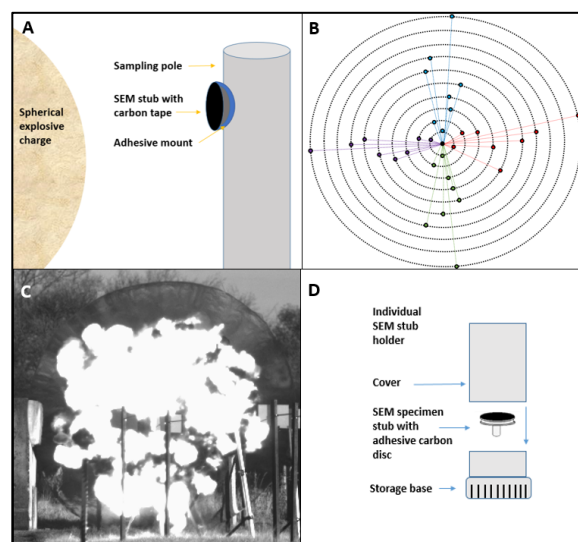 A
Sampling pole
SEM stub with
carbon tape
Adhesive mount
Spherical
explosive
charge
B
C
D
Individual
SEM stub
holder
Cover
SEM specimen
stub with
adhesive carbon
disc
Storage base